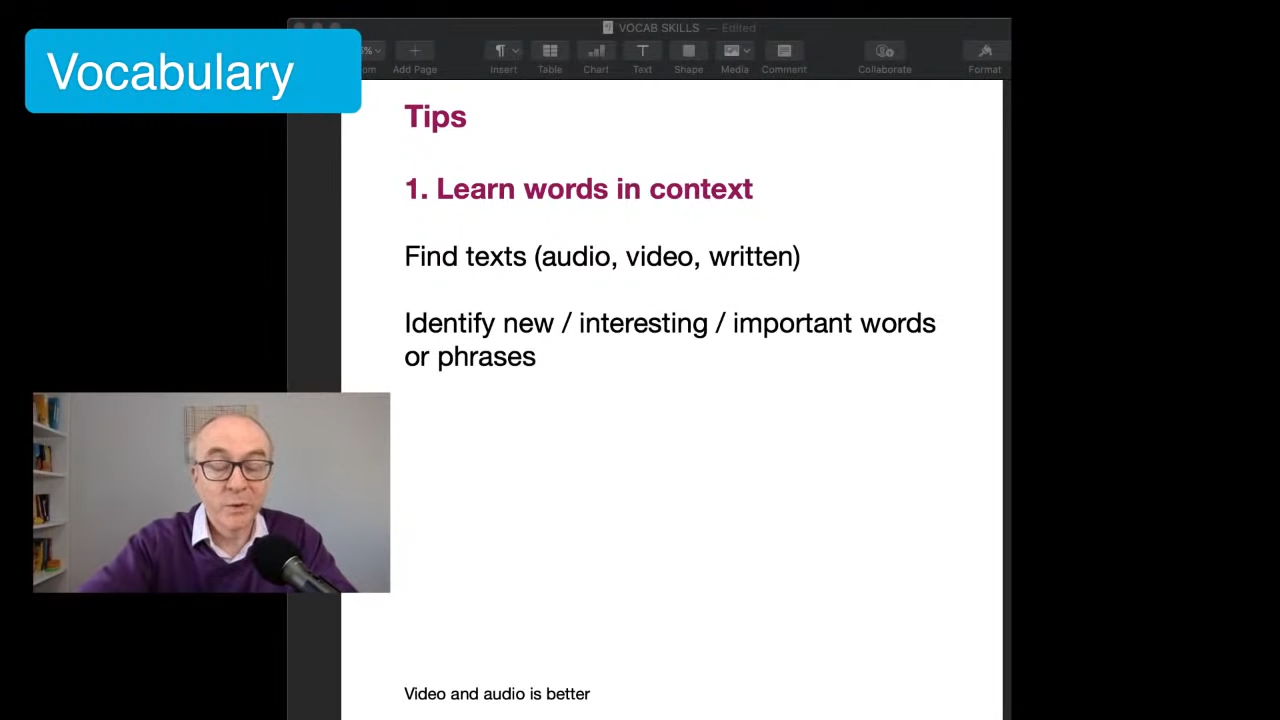 VOCAB SKILLS — Edited
Vocabulary
Add Page
Insert
Table
Chart
Text
Shape
Media
Comment
Collaborate
Format
Tips
1. Learn words in context
Find texts (audio, video, written)
Identify new / interesting / important words
or phrases
Video and audio is better